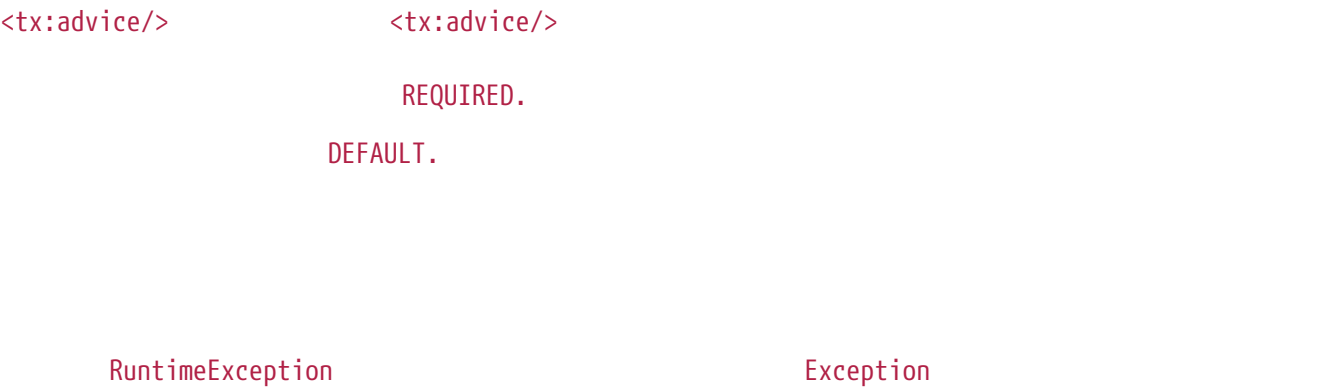 <tx:advice/> <tx:advice/>
REQUIRED.
DEFAULT.
RuntimeException Exception